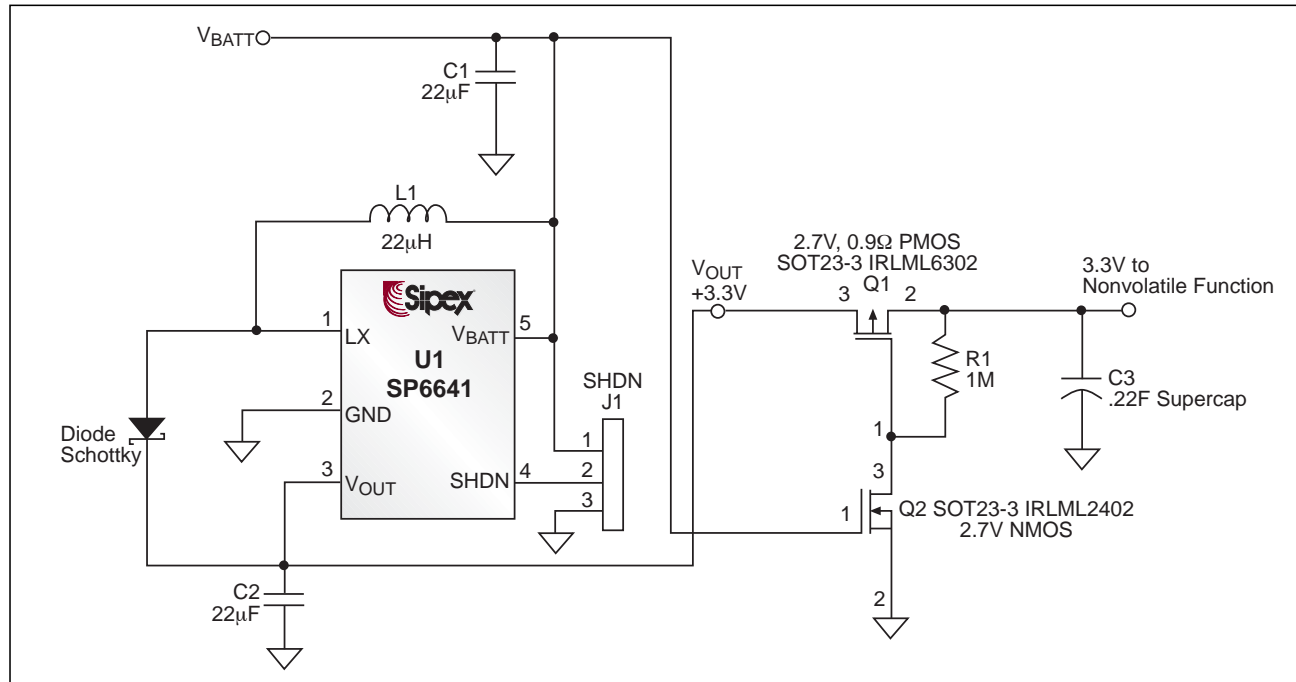 VBATT
C1
22μF
L1
22μH
Sipex
1
LX
VBATT
5
U1
SP6641
2
GND
3
VOUT
SHDN
4
Diode
Schottky
C2
22μF
SHDN
J1
1
2
3
VOUT
+3.3V
2.7V, 0.9Ω PMOS
SOT23-3 IRLML6302
Q1
3
2
1
R1
1M
3.3V to
Nonvolatile Function
C3
.22F Supercap
3
1
Q2 SOT23-3 IRLML2402
2.7V NMOS
2